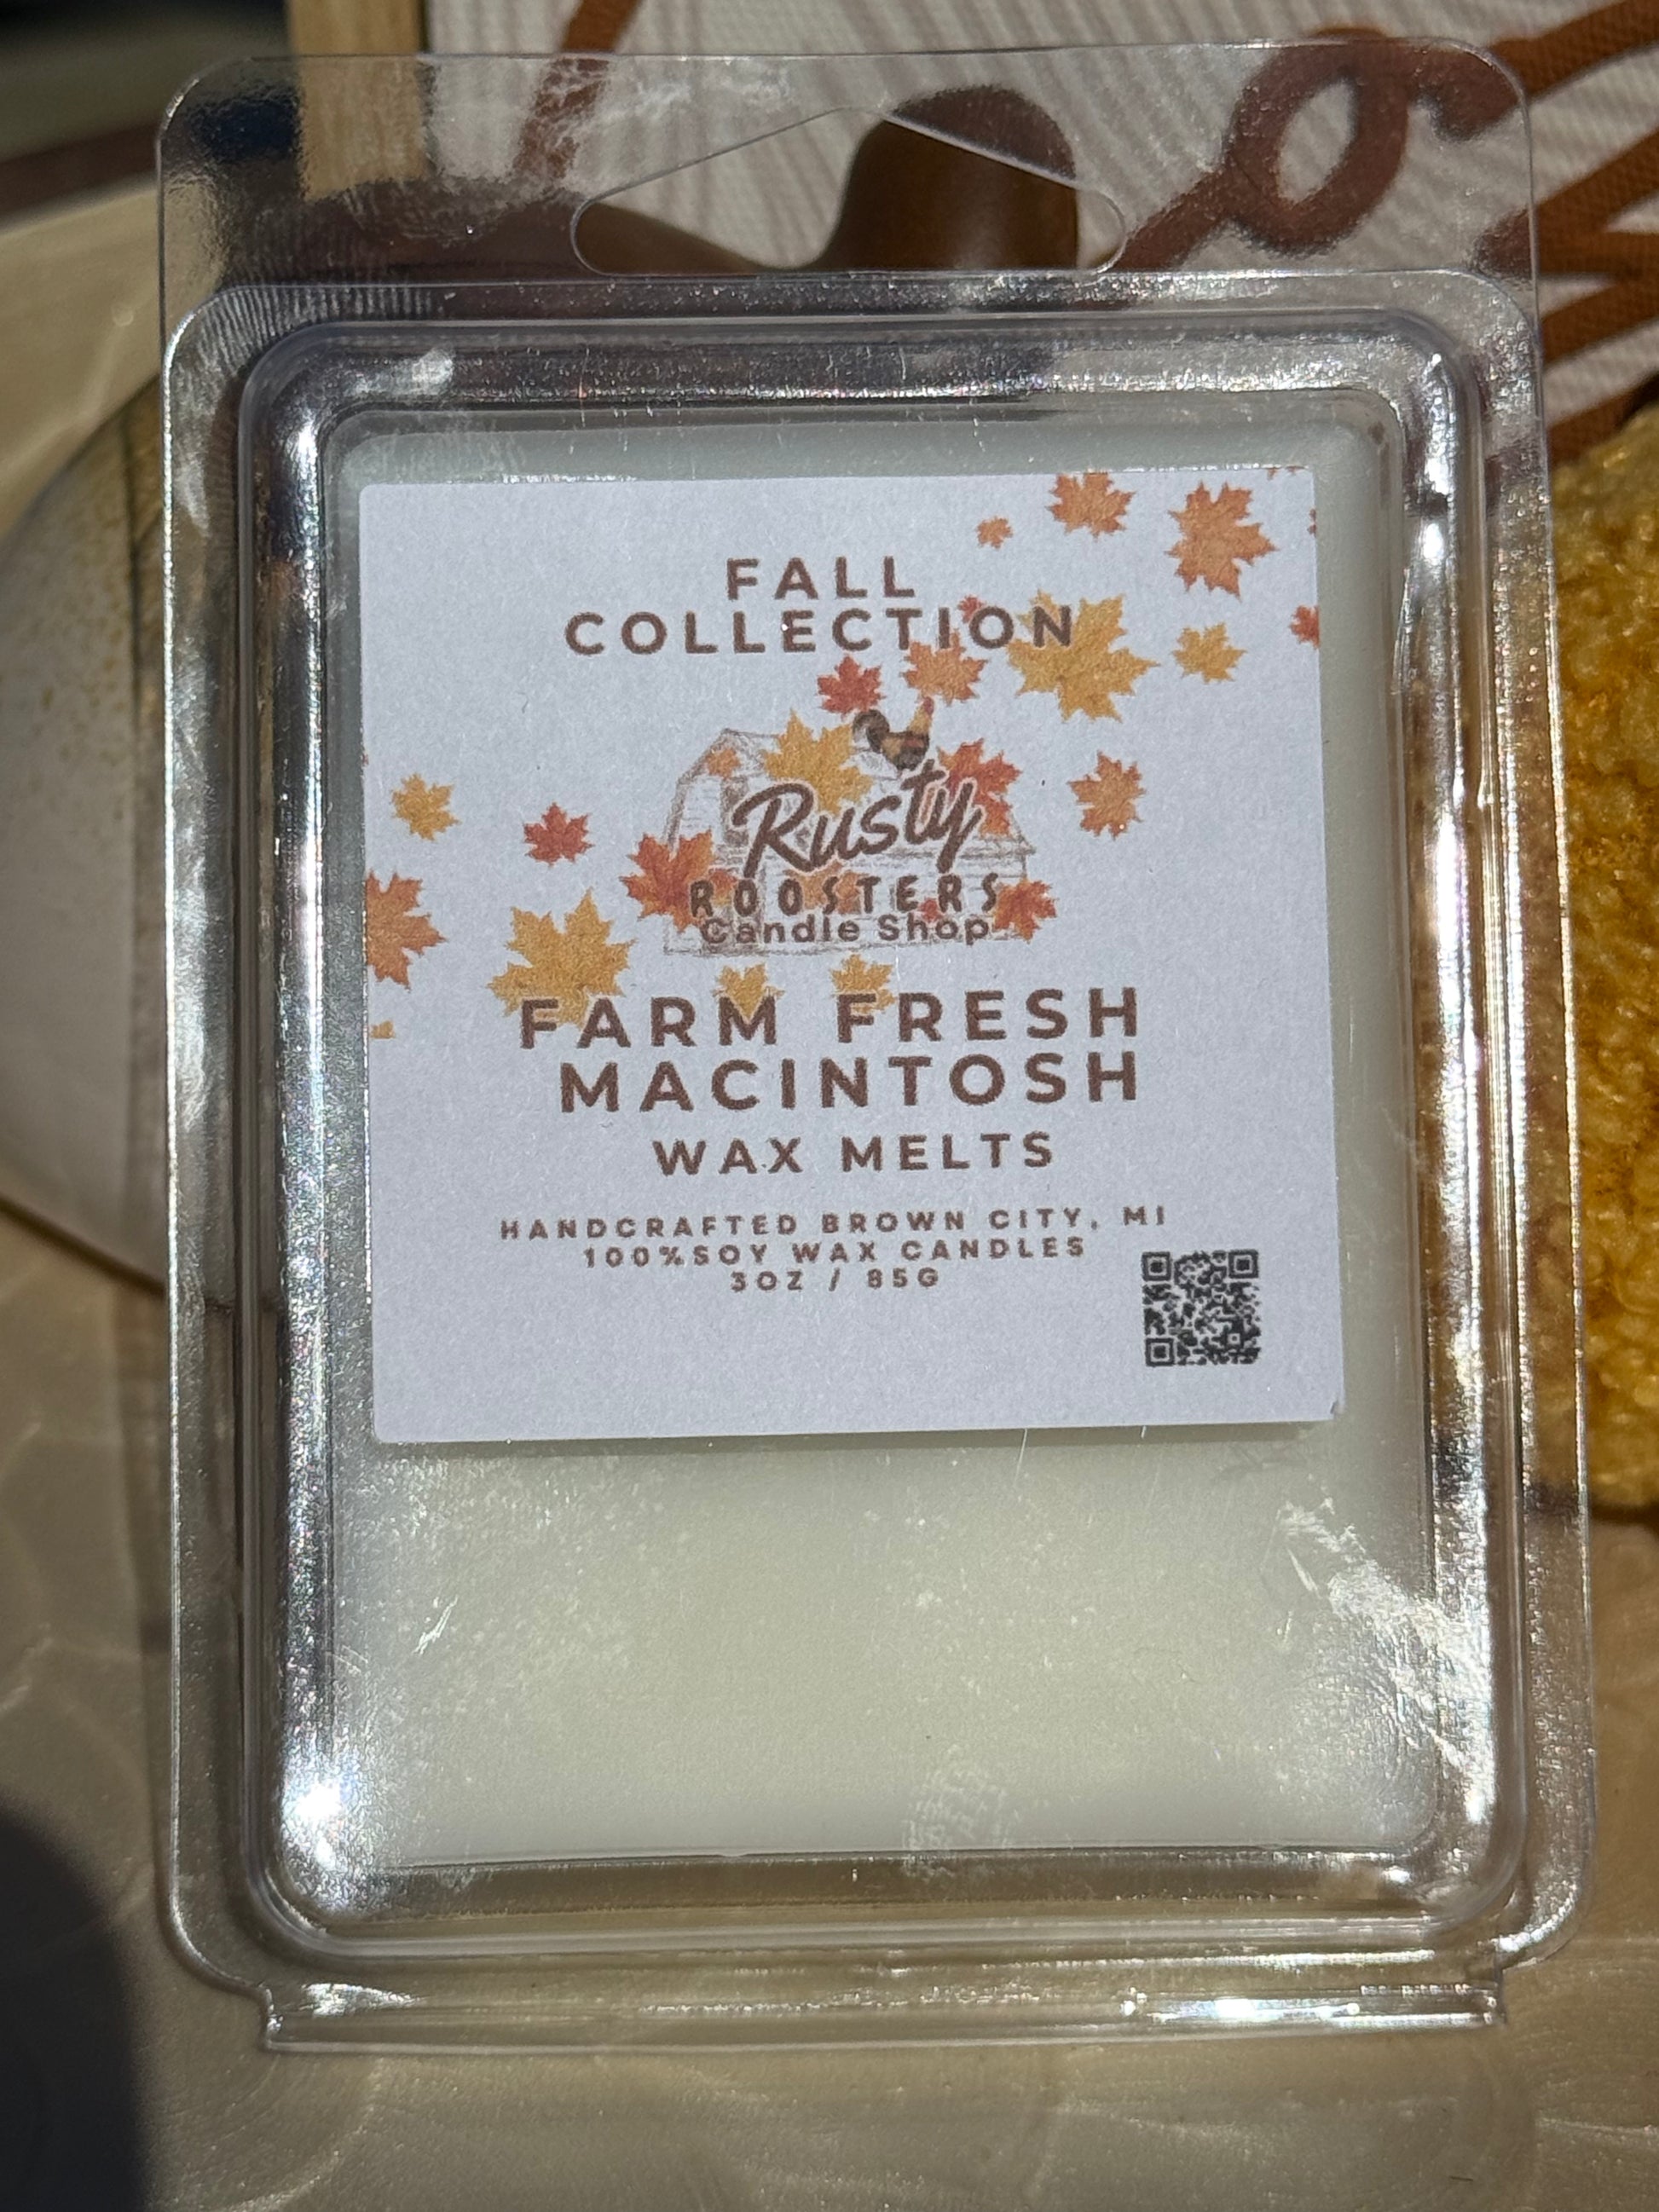 FALL
COLLECTION
Rusty
ROOSTERS
Candle Shop
FARM FRESH
MACINTOSH
WAX MELTS
HANDCRAFTED BROWN CITY, MI
100%SOY WAX CANDLES
3OZ / 85G